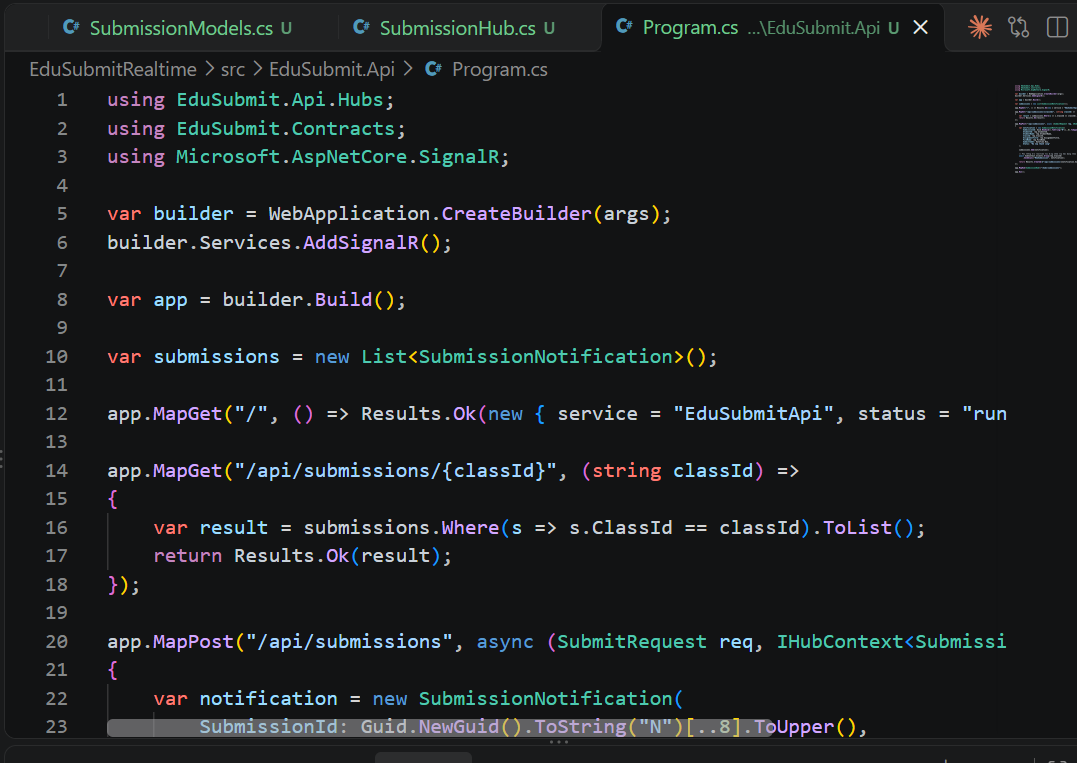 SubmissionModels.cs U
SubmissionHub.cs U
Program.cs ...\EduSubmit.Api U
EduSubmitRealtime > src > EduSubmit.Api > C# Program.cs
1 using EduSubmit.Api.Hubs;
2 using EduSubmit.Contracts;
3 using Microsoft.AspNetCore.SignalR;
4
5 var builder = WebApplication.CreateBuilder(args);
6 builder.Services.AddSignalR();
7
8 var app = builder.Build();
9
10 var submissions = new List<SubmissionNotification>();
11
12 app.MapGet("/", () => Results.Ok(new { service = "EduSubmitApi", status = "run
13
14 app.MapGet("/api/submissions/{classId}", (string classId) =>
15 {
16 var result = submissions.Where(s => s.ClassId == classId).ToList();
17 return Results.Ok(result);
18 });
19
20 app.MapPost("/api/submissions", async (SubmitRequest req, IHubContext<Submissi
21 {
22 var notification = new SubmissionNotification(
23 SubmissionId: Guid.NewGuid().ToString("N")[..8].ToUpper(),